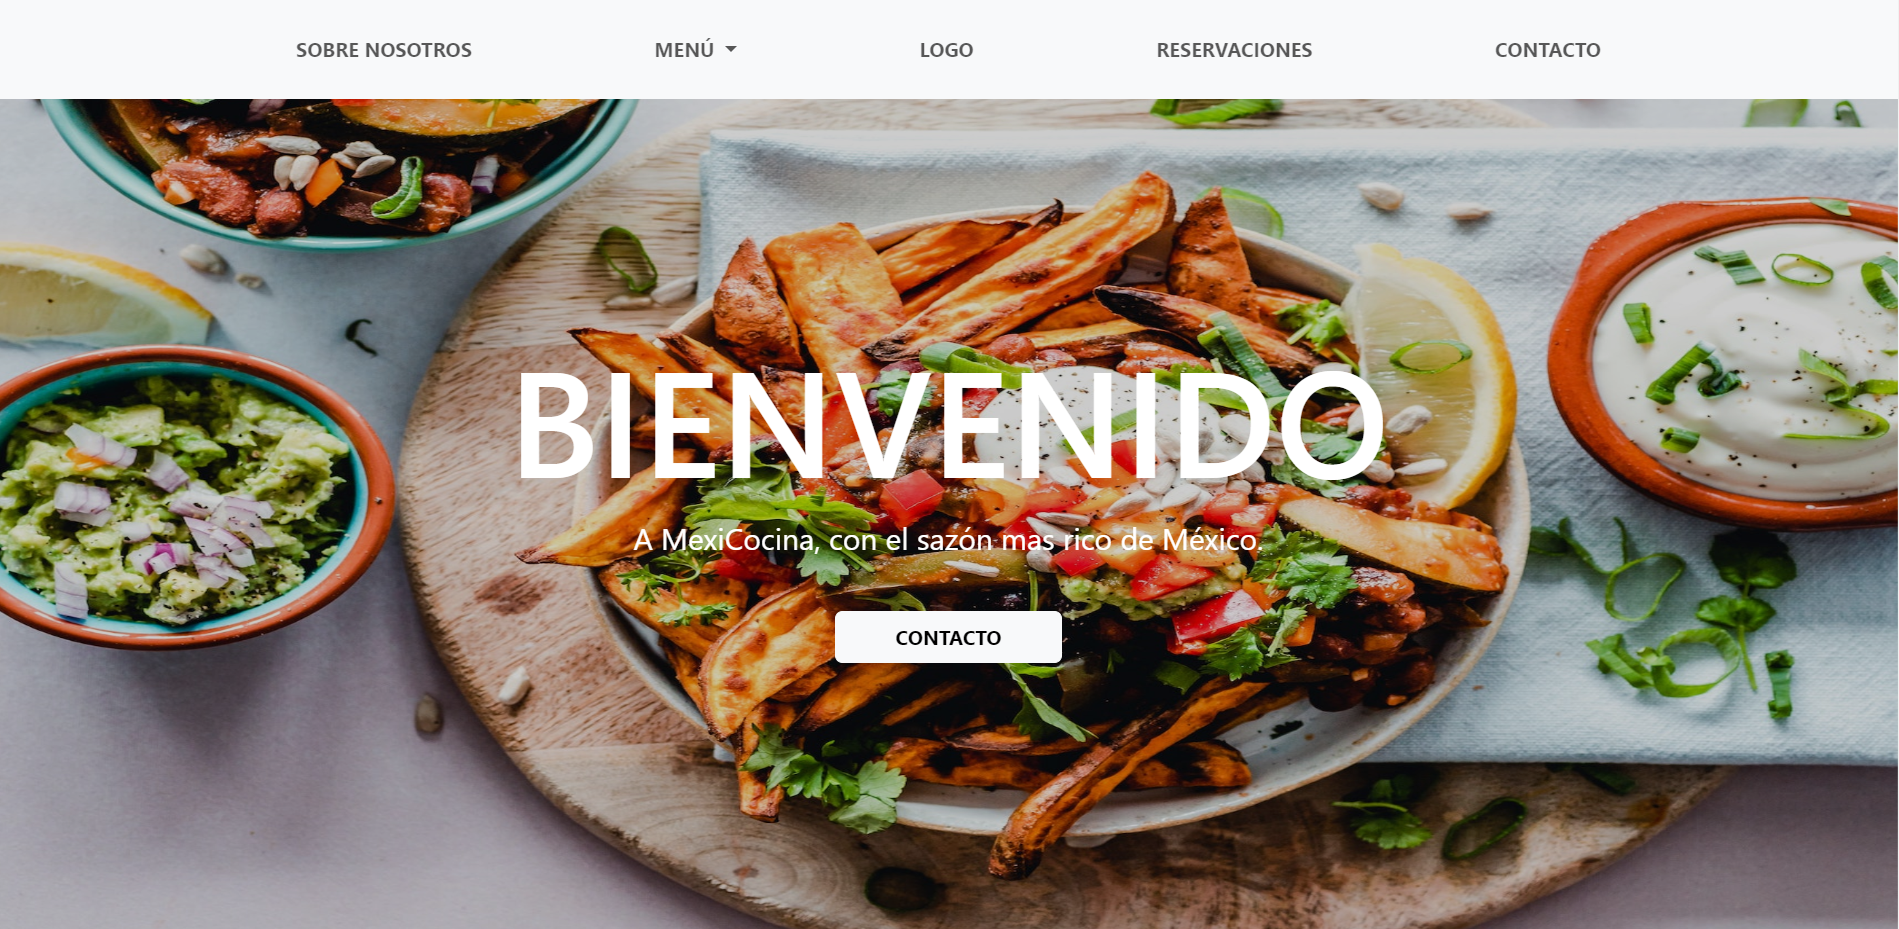 SOBRE NOSOTROS
MENÚ
LOGO
RESERVACIONES
CONTACTO
BIENVENIDO
A MexiCocina, con el sazón mas rico de México.
CONTACTO